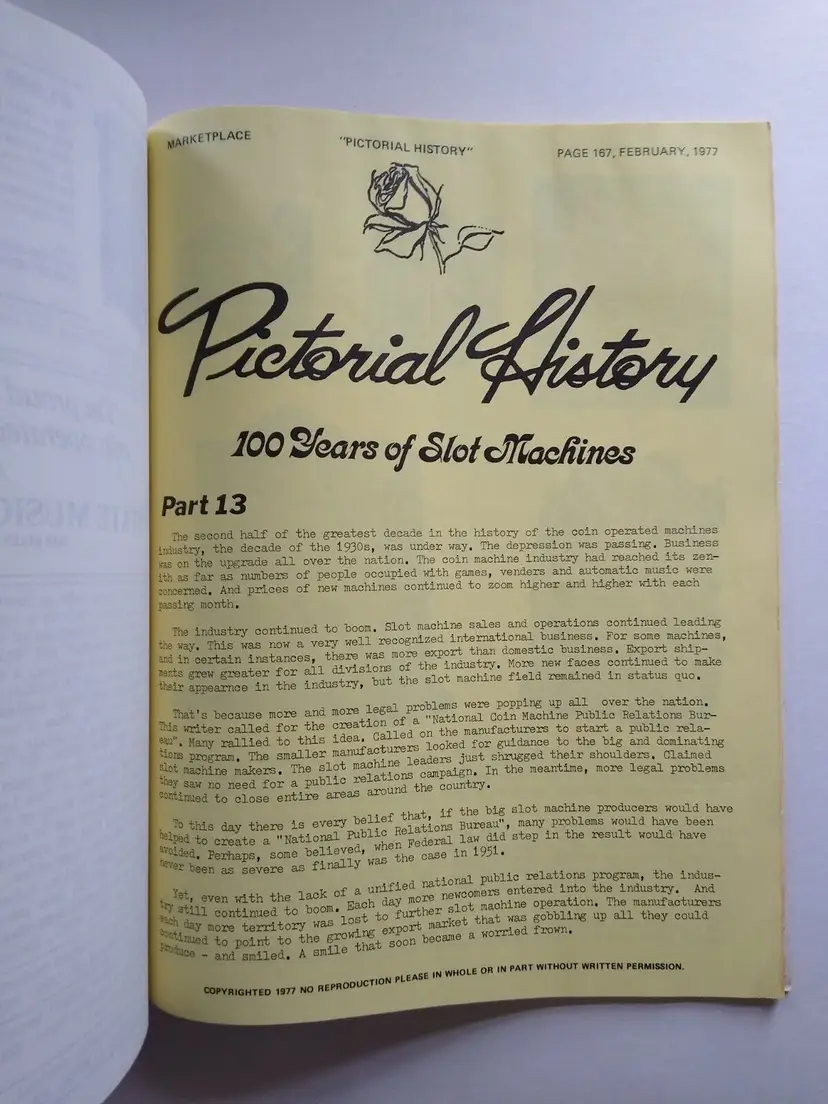 MARKETPLACE "PICTORIAL HISTORY" PAGE 167, FEBRUARY, 1977
Pictorial History
100 Years of Slot Machines
Part 13
The second half of the greatest decade in the history of the coin operated machines
industry, the decade of the 1930s, was under way. The depression was passing. Business
was on the upgrade all over the nation. The coin machine industry had reached its zen-
ith as far as numbers of people occupied with games, venders and automatic music were
concerned. And prices of new machines continued to zoom higher and higher with each
passing month.
The industry continued to boom. Slot machine sales and operations continued leading
the way. This was now a very well recognized international business. For some machines,
and in certain instances, there was more export than domestic business. Export ship-
ments grew greater for all divisions of the industry. More new faces continued to make
their appearnce in the industry, but the slot machine field remained in status quo.
That's because more and more legal problems were popping up all over the nation.
This writer called for the creation of a "National Coin Machine Public Relations Bur-
eau". Many rallied to this idea. Called on the manufacturers to start a public rela-
tions program. The smaller manufacturers looked for guidance to the big and dominating
slot machine makers. The slot machine leaders just shrugged their shoulders. Claimed
they saw no need for a public relations campaign. In the meantime, more legal problems
continued to close entire areas around the country.
To this day there is every belief that, if the big slot machine producers would have
helped to create a "National Public Relations Bureau", many problems would have been
avoided. Perhaps, some believed, when Federal law did step in the result would have
never been as severe as finally was the case in 1951.
Yet, even with the lack of a unified national public relations program, the indus-
try still continued to boom. Each day more newcomers entered into the industry. And
each day more territory was lost to further slot machine operation. The manufacturers
continued to point to the growing export market that was gobbling up all they could
produce - and smiled. A smile that soon became a worried frown.
COPYRIGHTED 1977 NO REPRODUCTION PLEASE IN WHOLE OR IN PART WITHOUT WRITTEN PERMISSION.